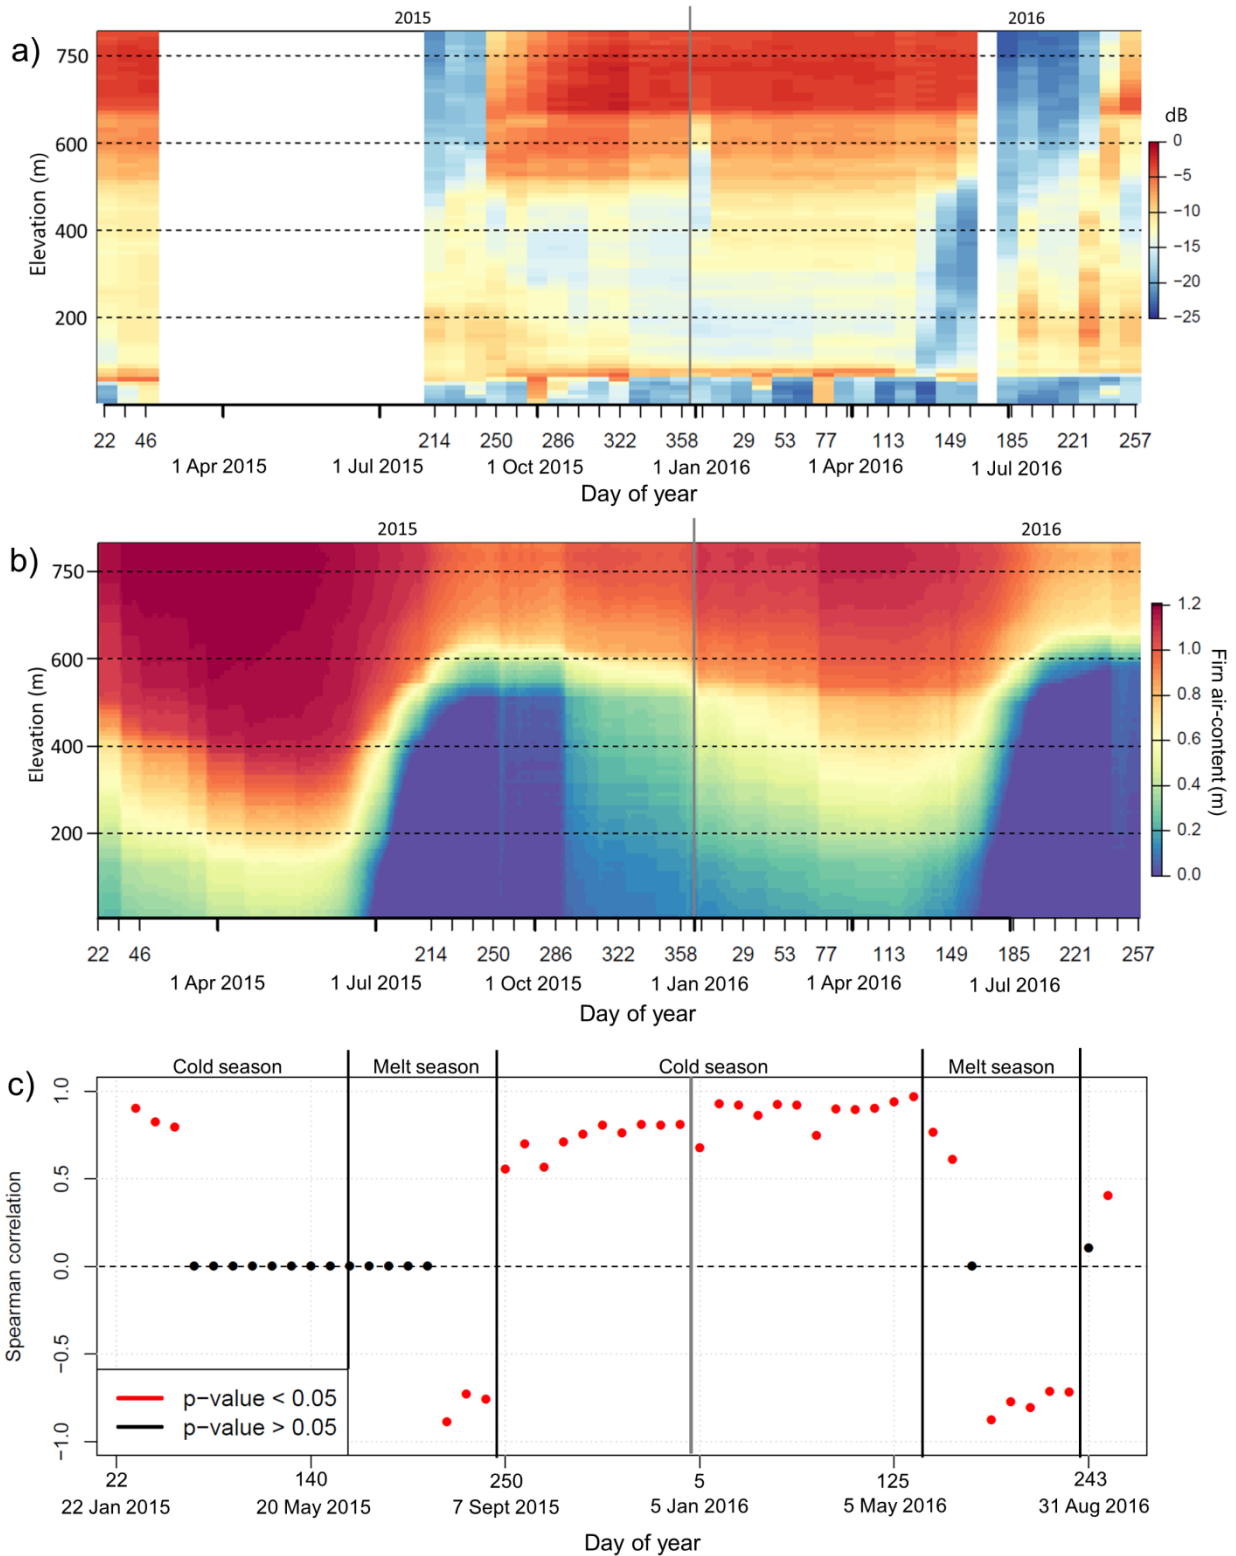 2015 2016
a)
750
600
400
200
Elevation (m)
dB
0
−5
−10
−15
−20
−25
22 46 214 250 286 322 358 29 53 77 113 149 185 221 257
1 Apr 2015 1 Jul 2015 1 Oct 2015 1 Jan 2016 1 Apr 2016 1 Jul 2016
Day of year
2015 2016
b)
750
600
400
200
Elevation (m)
1.2
1.0
0.8
0.6
0.4
0.2
0.0
Firn air-content (m)
22 46 214 250 286 322 358 29 53 77 113 149 185 221 257
1 Apr 2015 1 Jul 2015 1 Oct 2015 1 Jan 2016 1 Apr 2016 1 Jul 2016
Day of year
c)
Cold season Melt season Cold season Melt season
1.0
0.5
0.0
−0.5
−1.0
Spearman correlation
p−value < 0.05
p−value > 0.05
22 140 250 5 125 243
22 Jan 2015 20 May 2015 7 Sept 2015 5 Jan 2016 5 May 2016 31 Aug 2016
Day of year